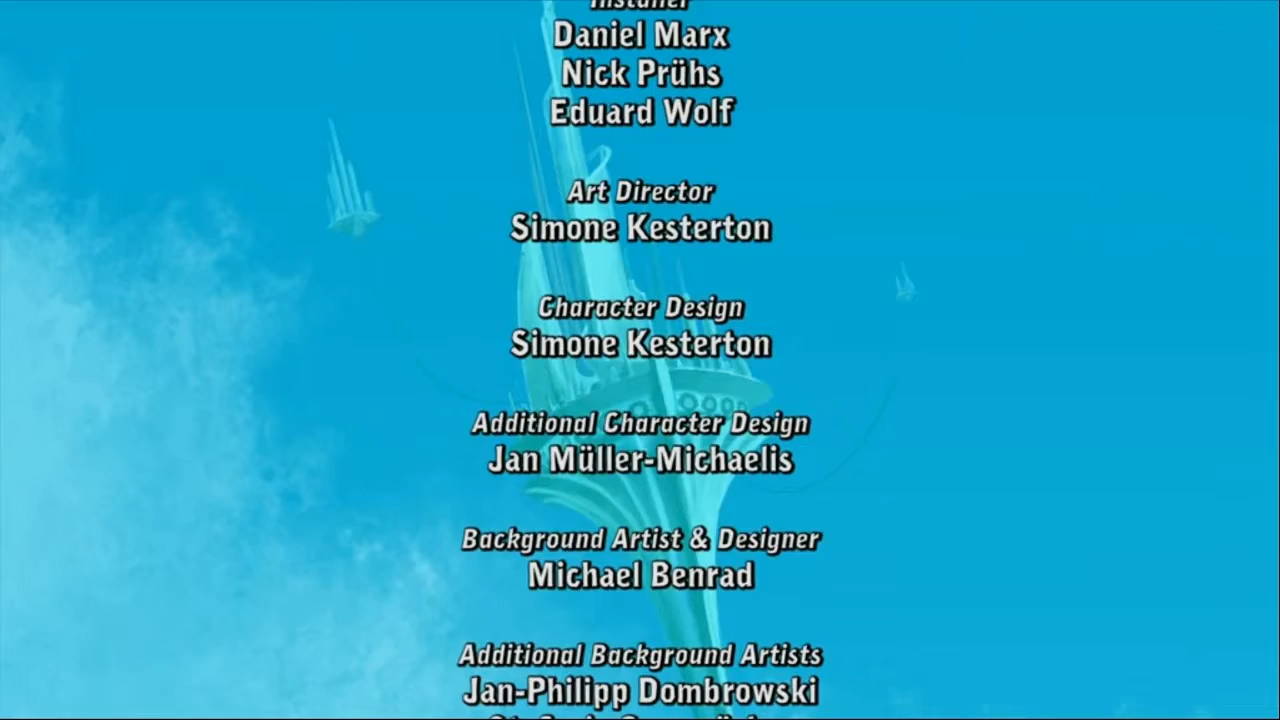 Installer
Daniel Marx
Nick Prühs
Eduard Wolf
Art Director
Simone Kesterton
Character Design
Simone Kesterton
Additional Character Design
Jan Müller-Michaelis
Background Artist & Designer
Michael Benrad
Additional Background Artists
Jan-Philipp Dombrowski